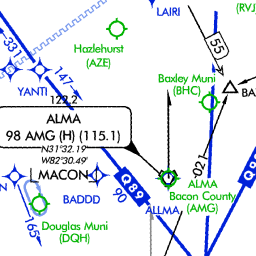 LAIRI
(RVJ
331
Hazlehurst
(AZE)
55
YANTI
147
122.2
Baxley Muni
(BHC)
BA
ALMA
98 AMG (H) (115.1)
N31°32.19'
W82°30.49'
021
MACON
BADDD
90
Q89
ALMA
Bacon County
(AMG)
ALLMA
165
Douglas Muni
(DQH)
Q89